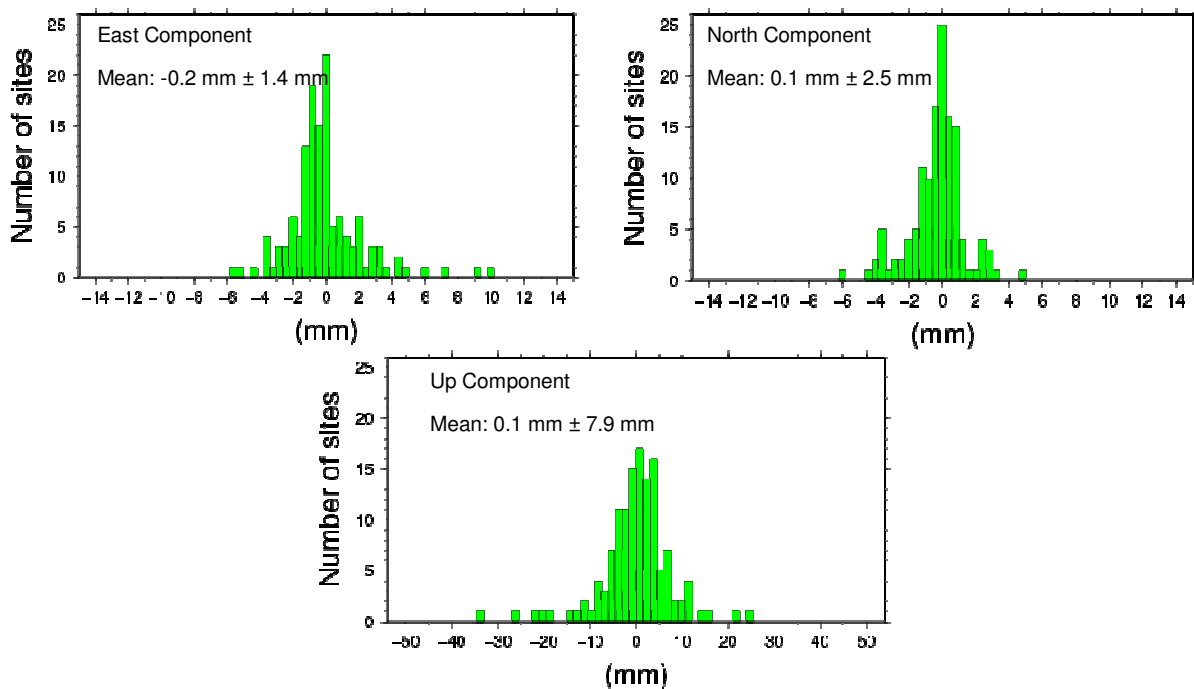 East Component
Mean: -0.2 mm ± 1.4 mm
Number of sites
25
20
15
10
5
0
-14 -12 -10 -8 -6 -4 -2 0 2 4 6 8 10 12 14
(mm)
North Component
Mean: 0.1 mm ± 2.5 mm
Number of sites
25
20
15
10
5
0
-14 -12 -10 -8 -6 -4 -2 0 2 4 6 8 10 12 14
(mm)
Up Component
Mean: 0.1 mm ± 7.9 mm
Number of sites
25
20
15
10
5
0
-50 -40 -30 -20 -10 0 10 20 30 40 50
(mm)